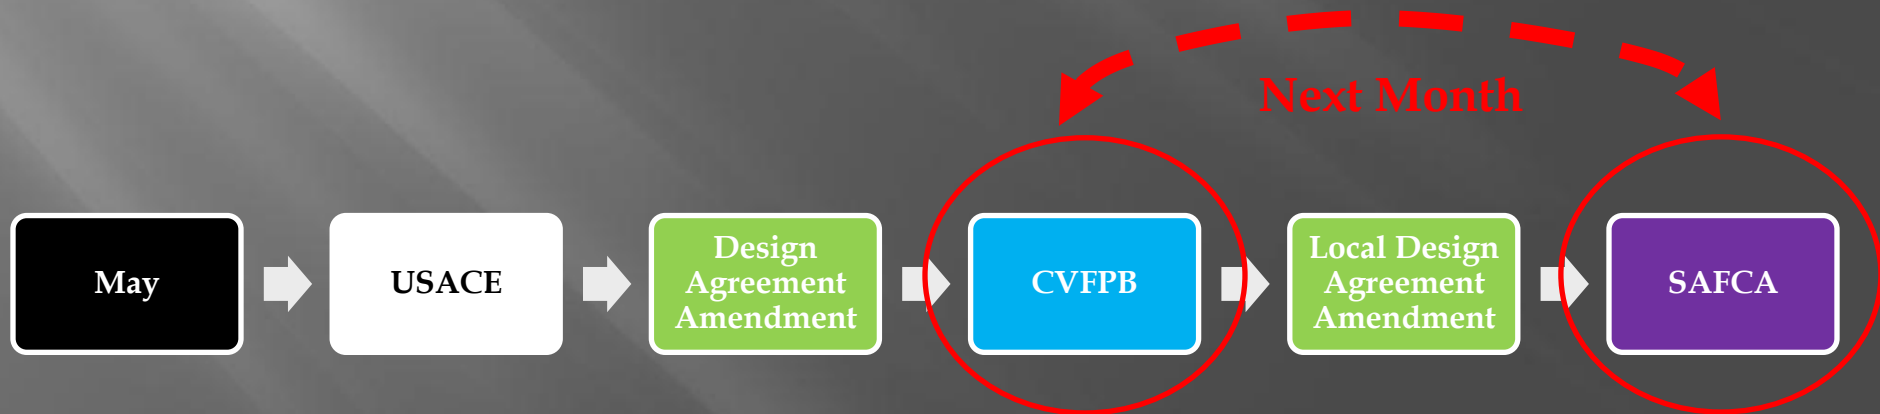 Next Month
May
USACE
Design
Agreement
Amendment
CVFPB
Local Design
Agreement
Amendment
SAFCA